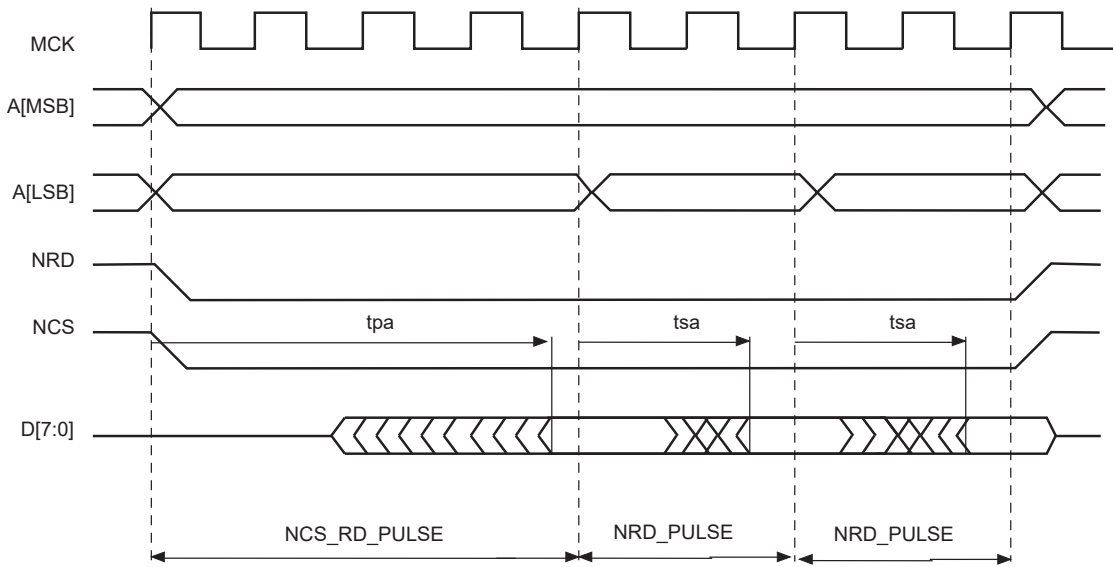 MCK
A[MSB]
A[LSB]
NRD
NCS
tpa
tsa
tsa
D[7:0]
NCS_RD_PULSE
NRD_PULSE
NRD_PULSE